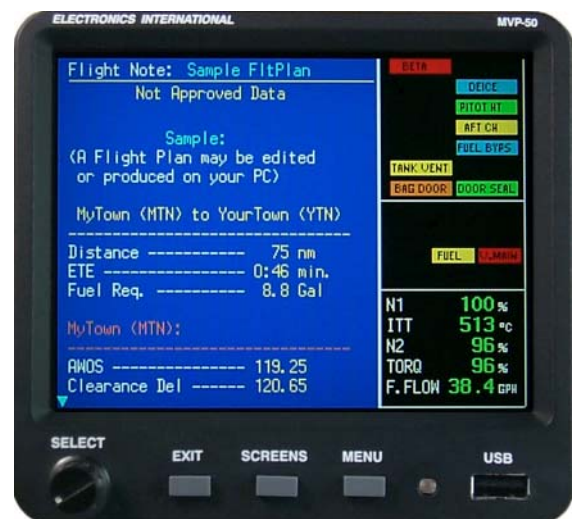 ELECTRONICS INTERNATIONAL
MVP-50
Flight Note: Sample FltPlan
Not Approved Data
Sample:
(A Flight Plan may be edited
or produced on your PC)
MyTown (MTN) to YourTown (YTN)
Distance ------------ 75 nm
ETE ----------------- 0:46 min.
Fuel Req. ---------- 8.8 Gal
MyTown (MTN):
AWOS --------------- 119.25
Clearance Del ------ 120.65
BETA
DEICE
PITOT HT
AFT CH
FUEL BYPS
TANK VENT
BAG DOOR DOOR SEAL
FUEL V.MAIN
N1 100 %
ITT 513 °C
N2 96 %
TORQ 96 %
F.FLOW 38.4 GPH
SELECT
EXIT
SCREENS
MENU
USB